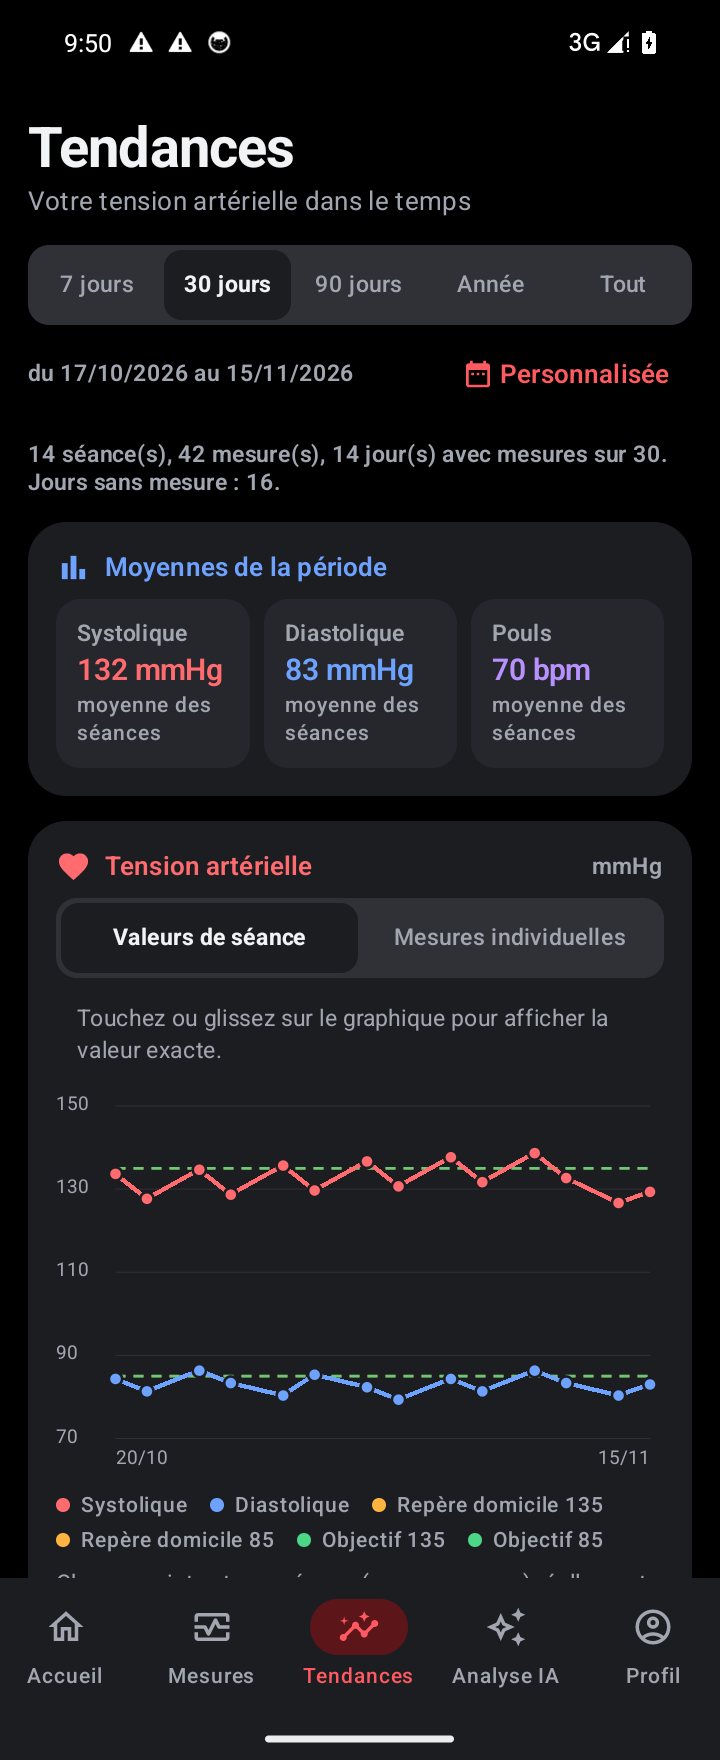 9:50
3G
Tendances
Votre tension artérielle dans le temps
7 jours 30 jours 90 jours Année Tout
du 17/10/2026 au 15/11/2026 Personnalisée
14 séance(s), 42 mesure(s), 14 jour(s) avec mesures sur 30.
Jours sans mesure : 16.
Moyennes de la période
Systolique
132 mmHg
moyenne des
séances
Diastolique
83 mmHg
moyenne des
séances
Pouls
70 bpm
moyenne des
séances
Tension artérielle mmHg
Valeurs de séance Mesures individuelles
Touchez ou glissez sur le graphique pour afficher la
valeur exacte.
150
130
110
90
70
20/10 15/11
Systolique Diastolique Repère domicile 135
Repère domicile 85 Objectif 135 Objectif 85
Accueil Mesures Tendances Analyse IA Profil